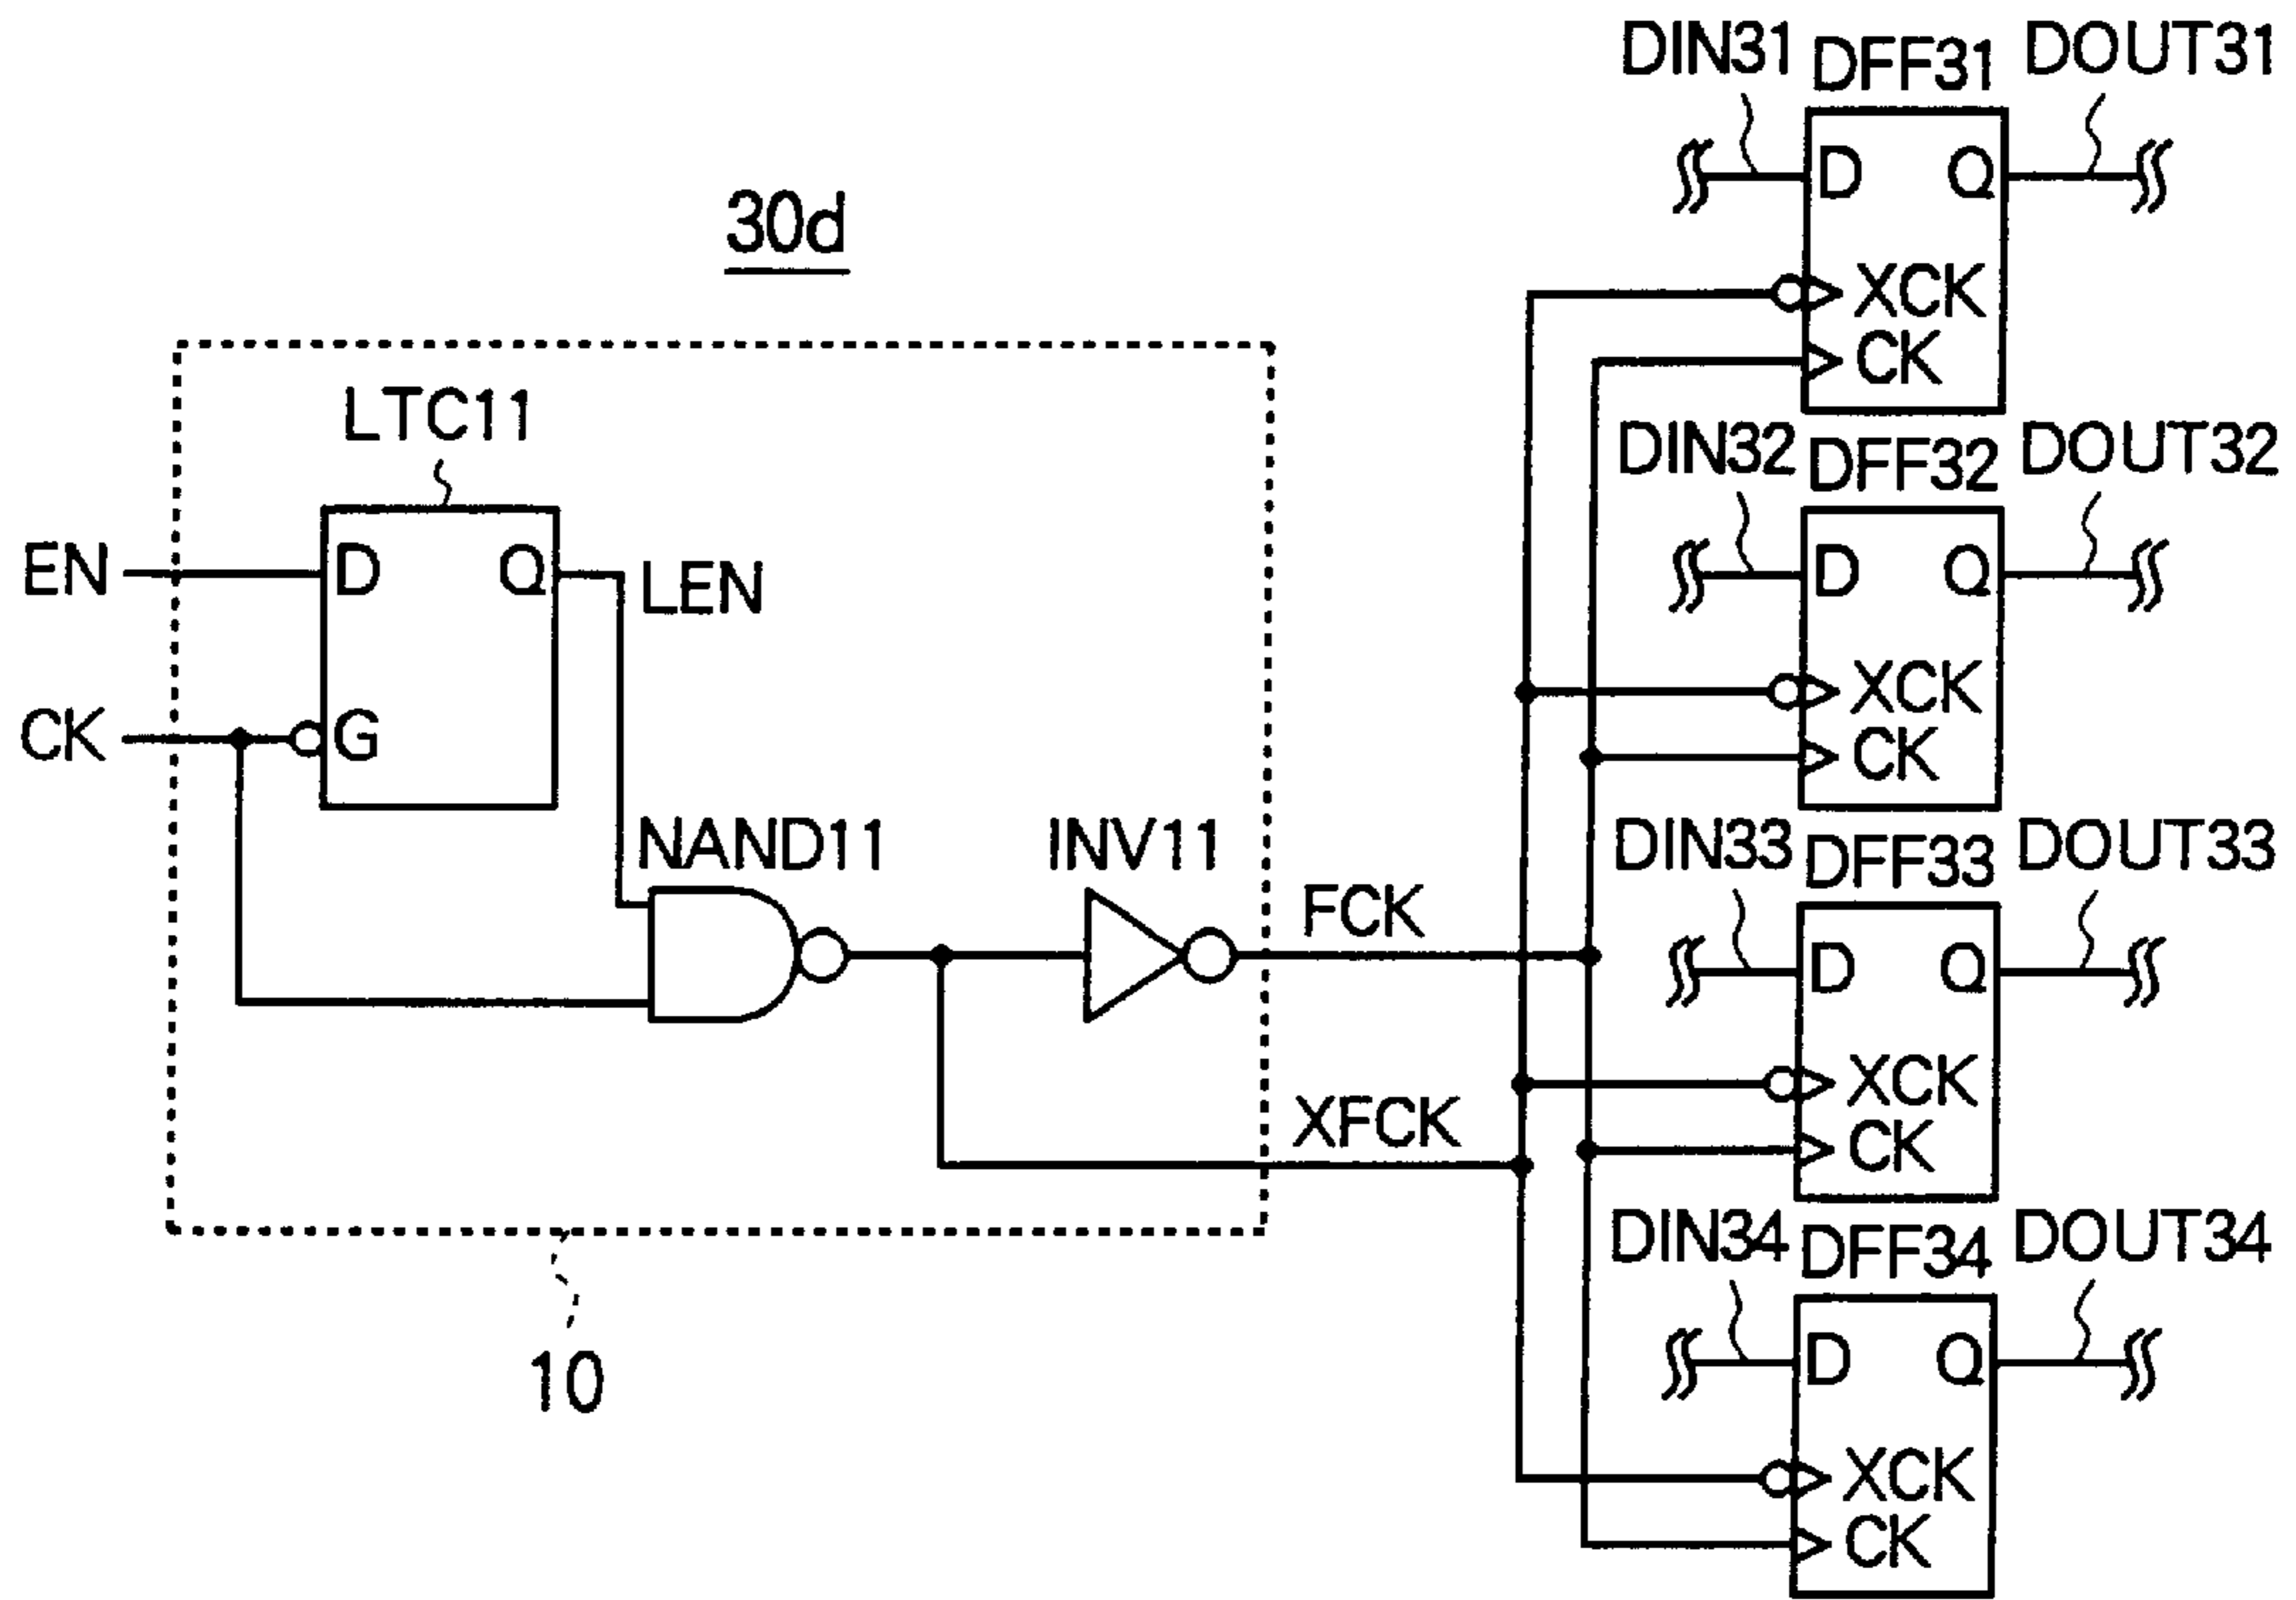 30d
LTC11
EN
D
Q
LEN
CK
G
NAND11
INV11
FCK
XFCK
10
DIN31
DFF31
DOUT31
D
Q
XCK
CK
DIN32
DFF32
DOUT32
D
Q
XCK
CK
DIN33
DFF33
DOUT33
D
Q
XCK
CK
DIN34
DFF34
DOUT34
D
Q
XCK
CK